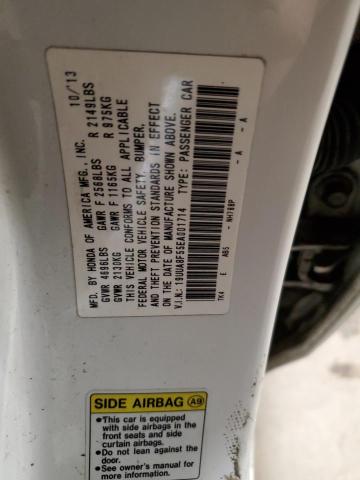 MFD. BY HONDA OF AMERICA MFG., INC. 10/13
GVWR 4696LBS GAWR F 2568LBS R 2149LBS
GVWR 2130KG GAWR F 1165KG R 975KG
THIS VEHICLE CONFORMS TO ALL APPLICABLE
FEDERAL MOTOR VEHICLE SAFETY, BUMPER,
AND THEFT PREVENTION STANDARDS IN EFFECT
ON THE DATE OF MANUFACTURE SHOWN ABOVE.
V.I.N.: 19UUA8F55EA001714 TYPE: PASSENGER CAR
TK4 E AB5 NH788P - A - A
SIDE AIRBAG A9
•This car is equipped
with side airbags in the
front seats and side
curtain airbags.
•Do not lean against the
door.
•See owner's manual for
more information.